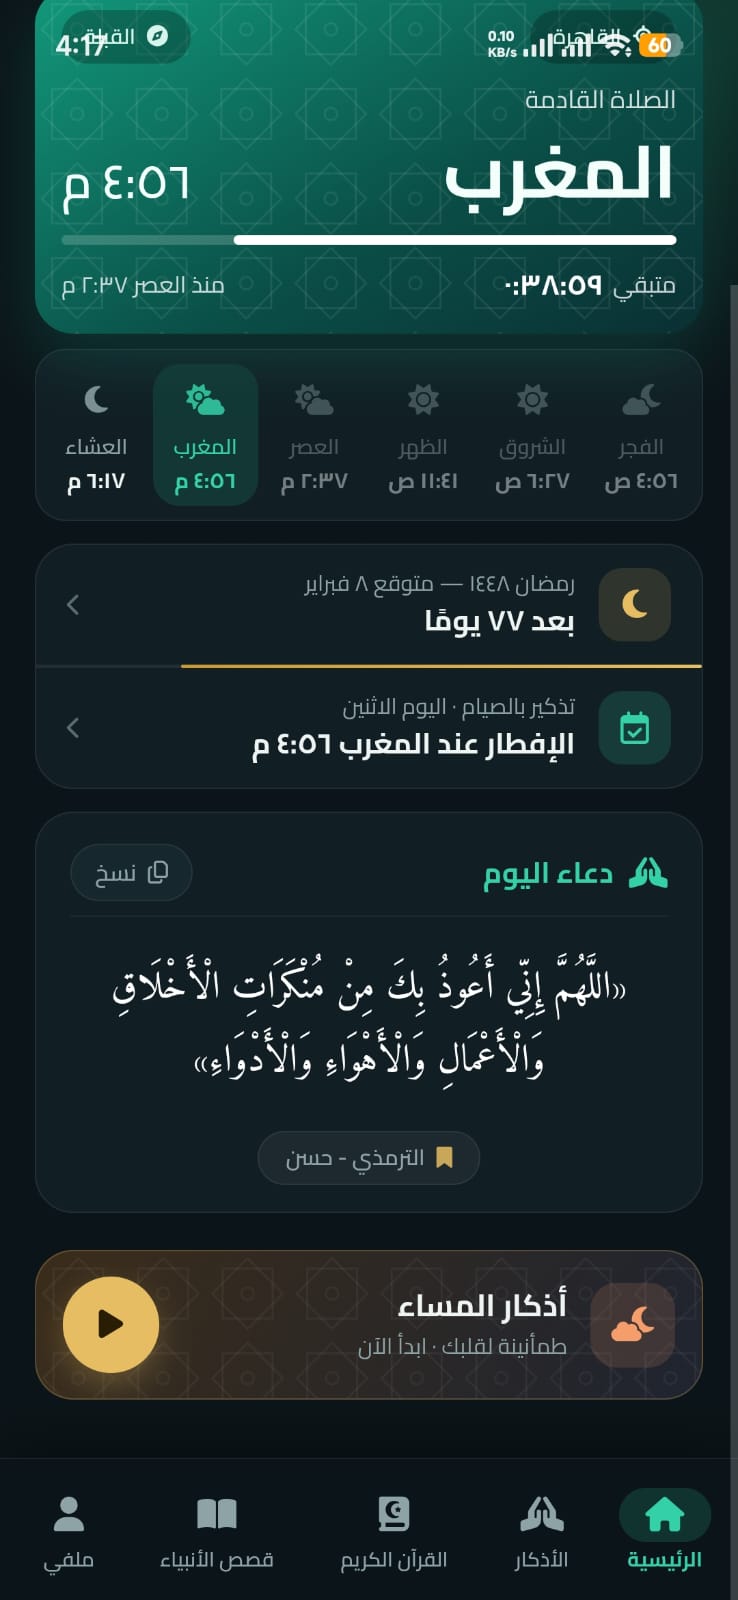 4:17
القبلة
القاهرة
0.10
KB/s
60
الصلاة القادمة
المغرب
٤:٥٦ م
متبقي ٠:٣٨:٥٩
منذ العصر ٢:٣٧ م
الفجر
٤:٥٦ ص
الشروق
٦:٢٧ ص
الظهر
١١:٤١ ص
العصر
٢:٣٧ م
المغرب
٤:٥٦ م
العشاء
٦:١٧ م
رمضان ١٤٤٨ — متوقع ٨ فبراير
بعد ٧٧ يومًا
تذكير بالصيام · اليوم الاثنين
الإفطار عند المغرب ٤:٥٦ م
دعاء اليوم
نسخ
«اللَّهُمَّ إِنِّي أَعُوذُ بِكَ مِنْ مُنْكَرَاتِ الْأَخْلَاقِ
وَالْأَعْمَالِ وَالْأَهْوَاءِ وَالْأَدْوَاءِ»
الترمذي - حسن
أذكار المساء
طمأنينة لقلبك · ابدأ الآن
الرئيسية
الأذكار
القرآن الكريم
قصص الأنبياء
ملفي